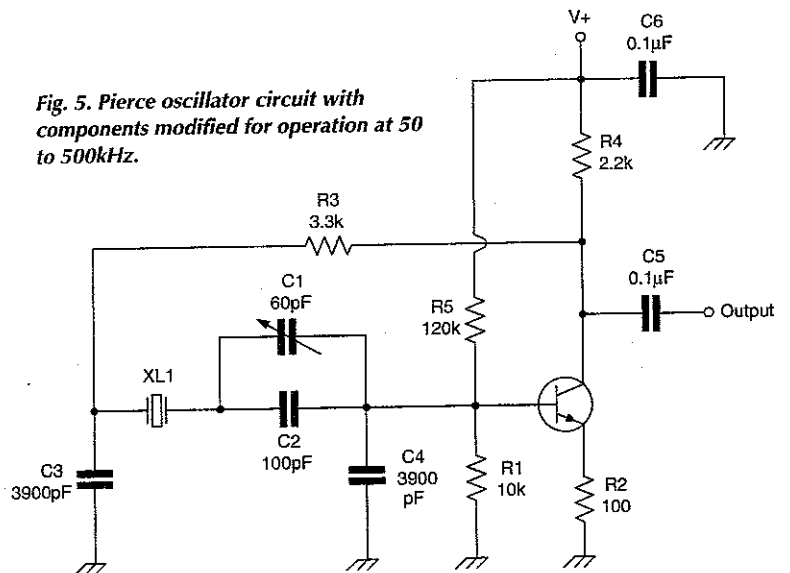 V+
C6
0.1µF
Fig. 5. Pierce oscillator circuit with
components modified for operation at 50
to 500kHz.
R4
2.2k
R3
3.3k
C5
0.1µF
C1
60pF
R5
120k
Output
XL1
C2
100pF
C3
3900pF
C4
3900
pF
R1
10k
R2
100